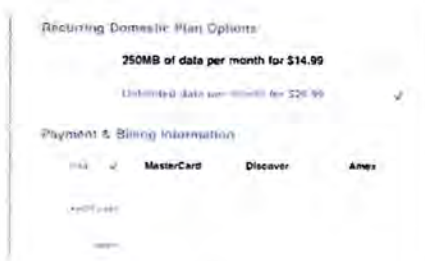 Recurring Domestic Plan Options
250MB of data per month for $14.99
Unlimited data per month for $29.99 ✓
Payment & Billing Information
✓ MasterCard Discover Amex